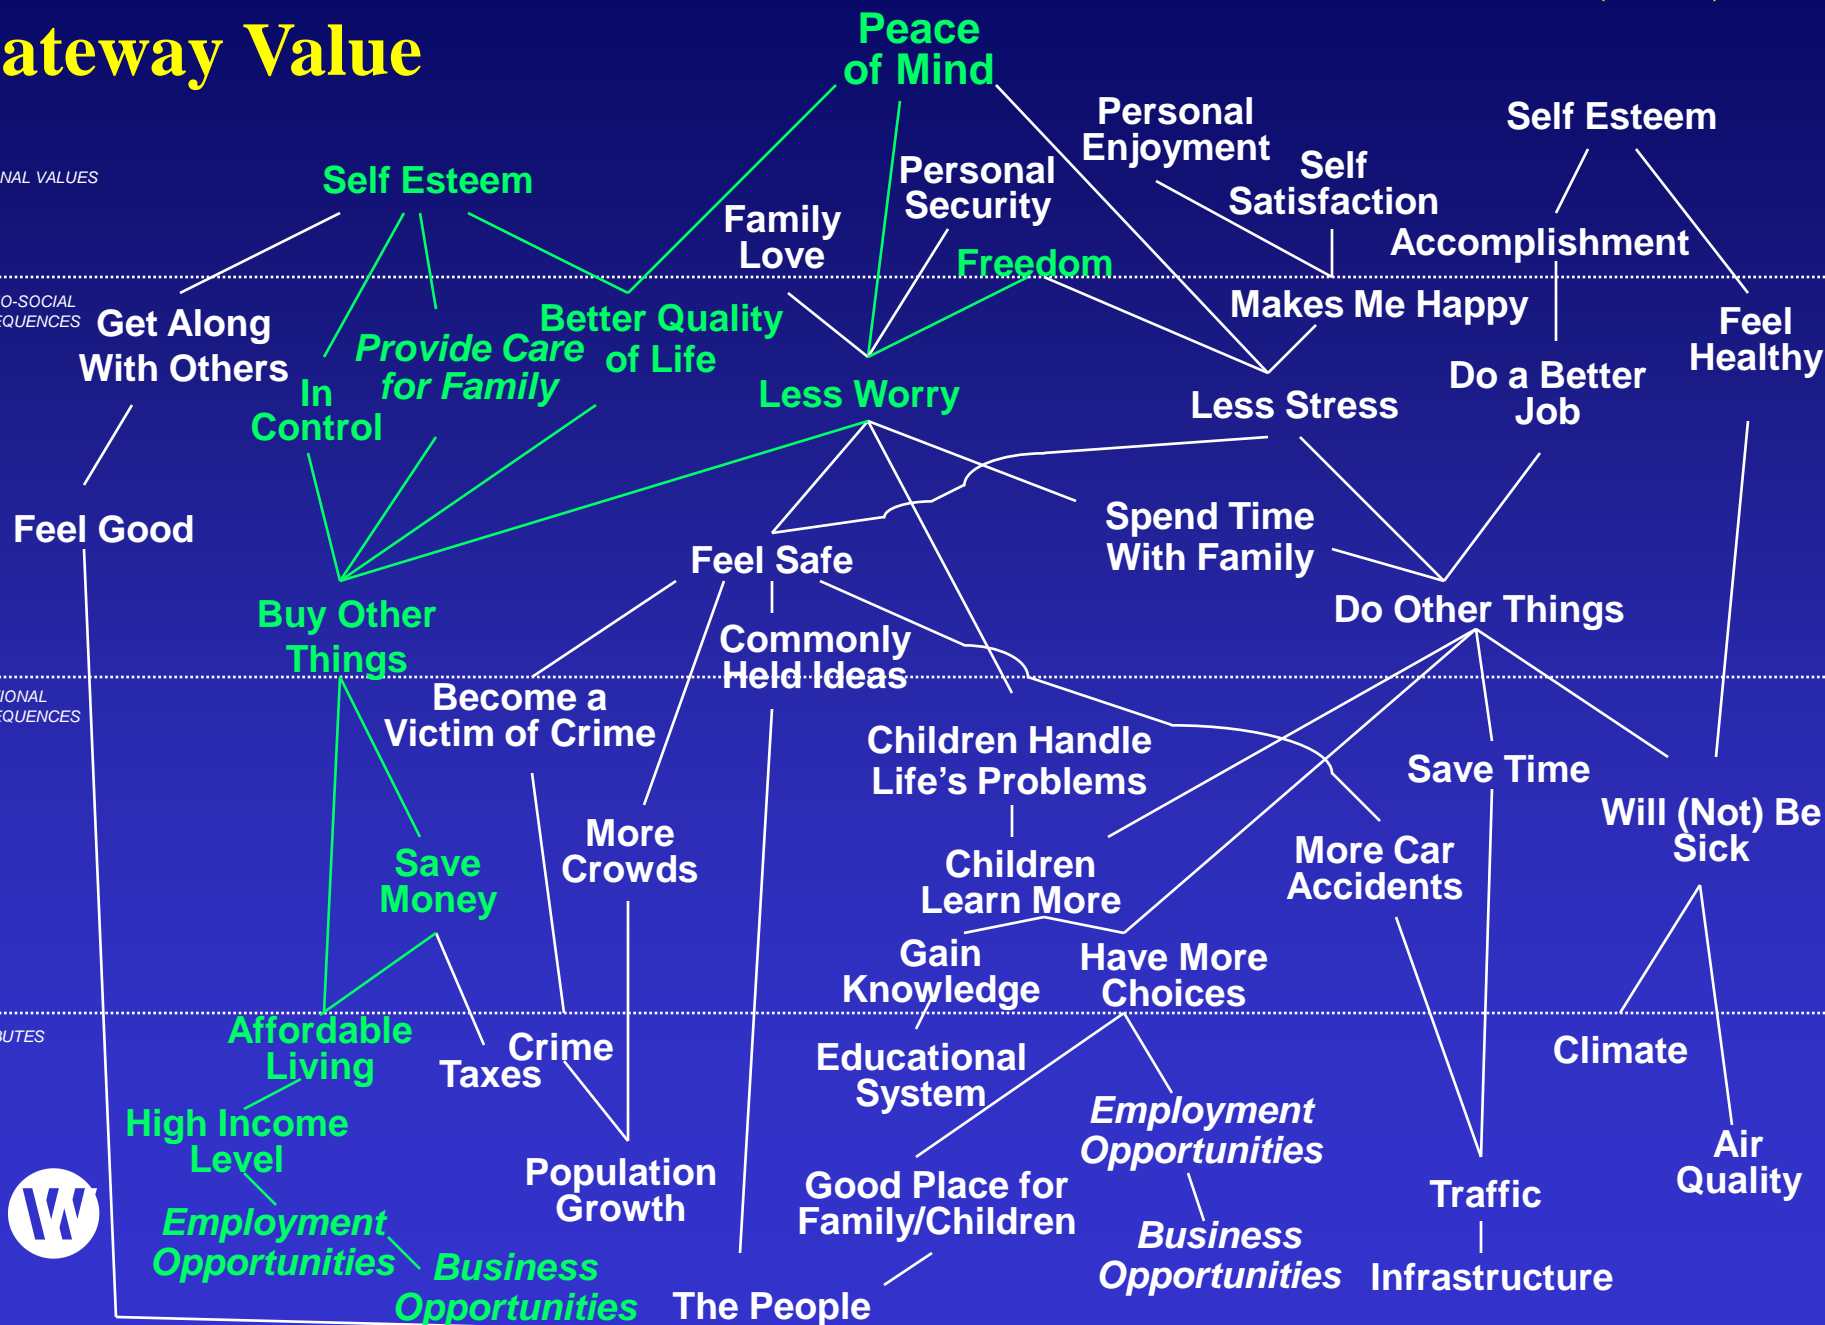 ateway Value
Peace
of Mind
Personal
Enjoyment
Self Esteem
NAL VALUES
Self Esteem
Personal
Security
Self
Satisfaction
Family
Love
Accomplishment
Freedom
O-SOCIAL
EQUENCES
Get Along
With Others
In
Control
Provide Care
for Family
Better Quality
of Life
Less Worry
Makes Me Happy
Less Stress
Do a Better
Job
Feel
Healthy
Feel Good
Feel Safe
Spend Time
With Family
Buy Other
Things
Commonly
Held Ideas
Do Other Things
IONAL
EQUENCES
Become a
Victim of Crime
Children Handle
Life's Problems
Save Time
Will (Not) Be
Sick
Save
Money
More
Crowds
Children
Learn More
More Car
Accidents
Gain
Knowledge
Have More
Choices
BUTES
Affordable
Living
Taxes
Crime
Educational
System
Climate
High Income
Level
Employment
Opportunities
Population
Growth
Good Place for
Family/Children
Traffic
Air
Quality
Employment
Opportunities
Business
Opportunities
The People
Business
Opportunities
Infrastructure
W